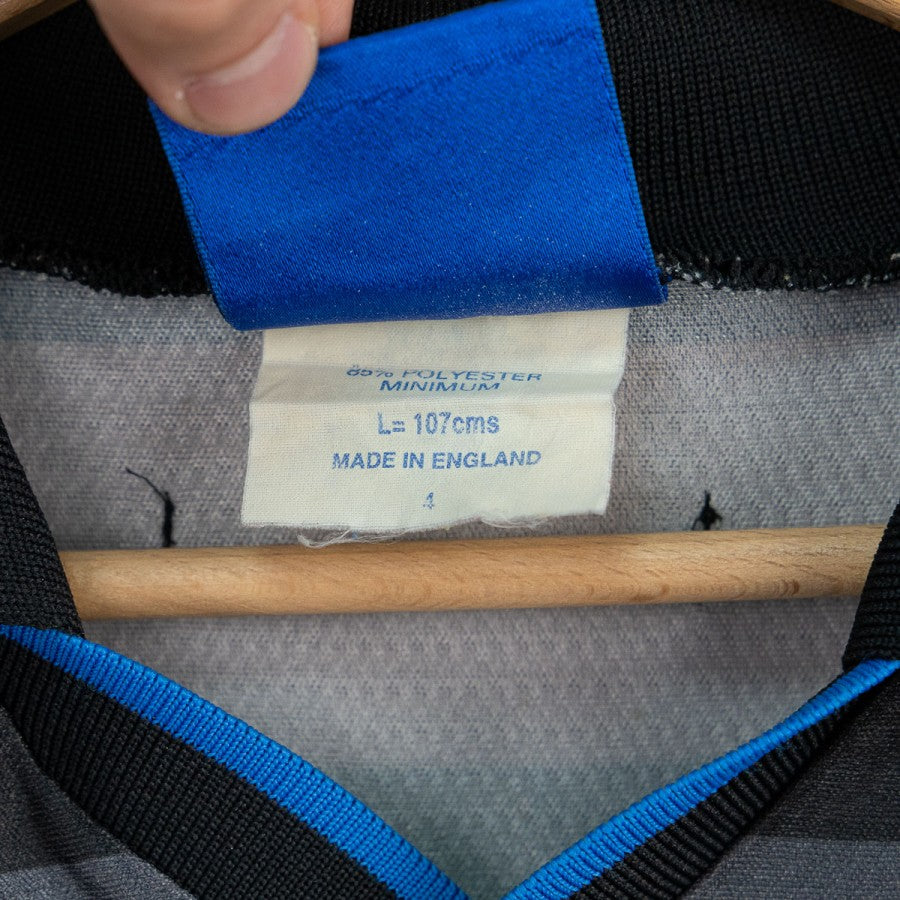 85% POLYESTER
MINIMUM
L= 107cms
MADE IN ENGLAND
4